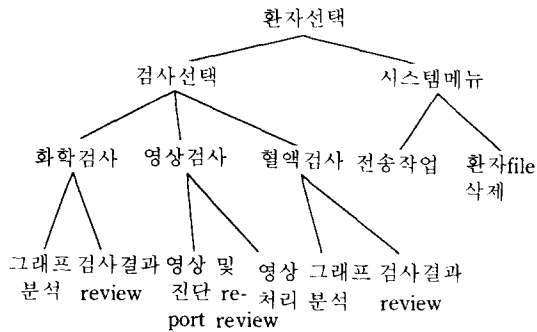 환자선택
검사선택 시스템메뉴
화학검사 영상검사 혈액검사 전송작업 환자file
삭제
그래프 검사결과 영상 및 영상 그래프 검사결과
분석 review 진단 re- 처리 분석 review
port review